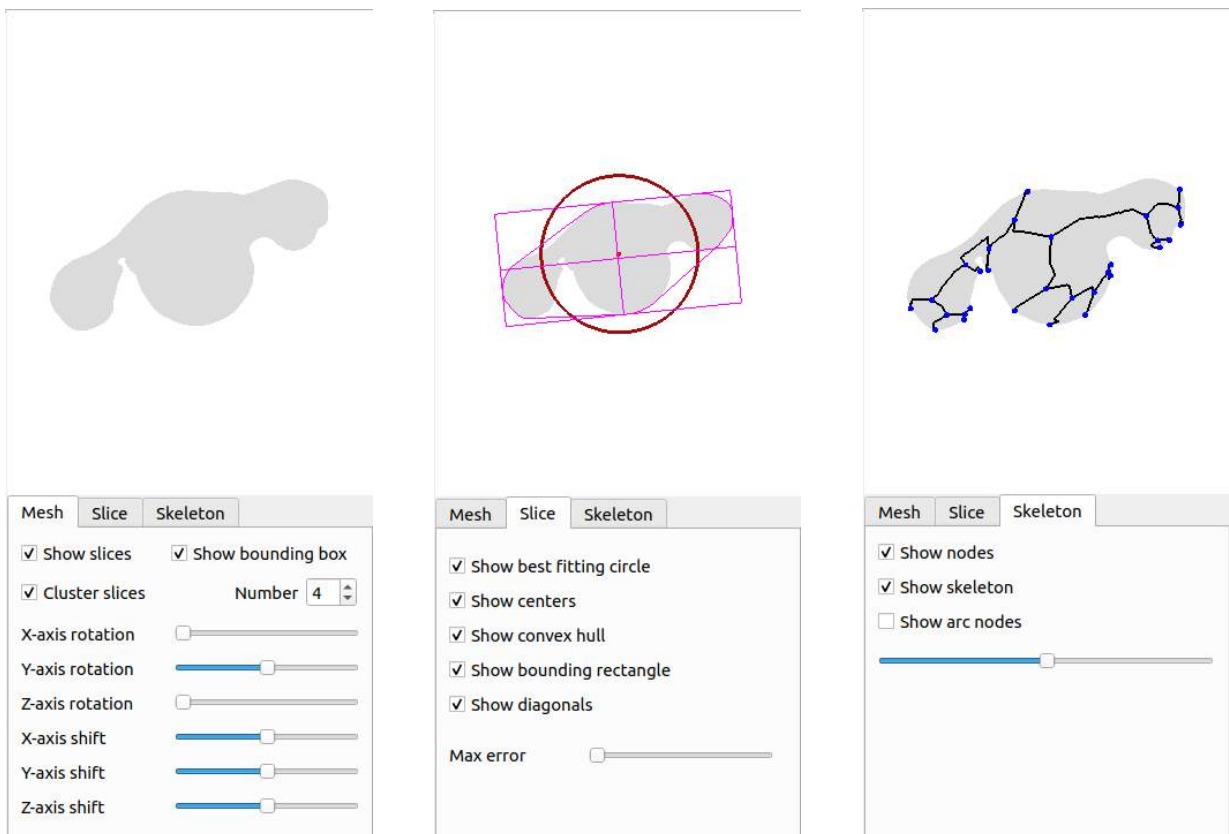 Mesh Slice Skeleton
Show slices Show bounding box
Cluster slices Number 4
X-axis rotation
Y-axis rotation
Z-axis rotation
X-axis shift
Y-axis shift
Z-axis shift
Mesh Slice Skeleton
Show best fitting circle
Show centers
Show convex hull
Show bounding rectangle
Show diagonals
Max error
Mesh Slice Skeleton
Show nodes
Show skeleton
Show arc nodes